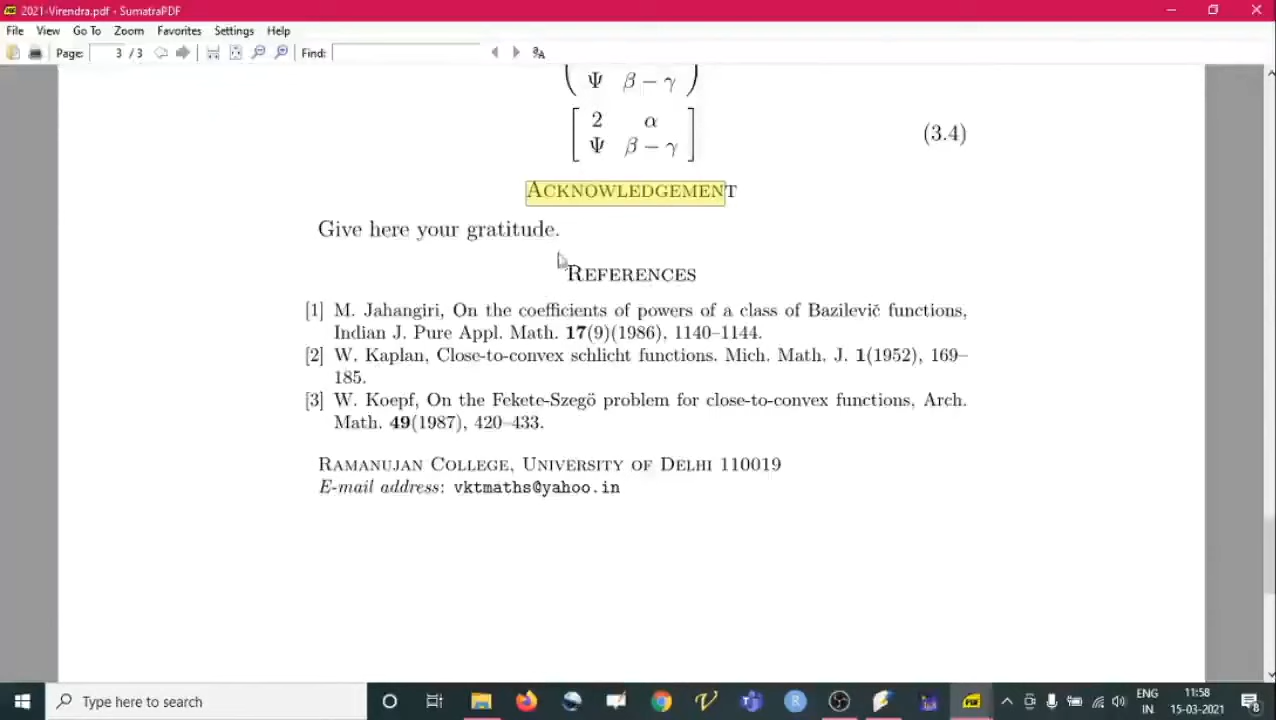 2021-Virendra.pdf - SumatraPDF
File View Go To Zoom Favorites Settings Help
Page: 3 / 3 Find:
Ψ β − γ
2 α
Ψ β − γ
(3.4)
ACKNOWLEDGEMENT
Give here your gratitude.
REFERENCES
[1] M. Jahangiri, On the coefficients of powers of a class of Bazilevič functions,
Indian J. Pure Appl. Math. 17(9)(1986), 1140–1144.
[2] W. Kaplan, Close-to-convex schlicht functions. Mich. Math. J. 1(1952), 169–
185.
[3] W. Koepf, On the Fekete-Szegö problem for close-to-convex functions, Arch.
Math. 49(1987), 420–433.
RAMANUJAN COLLEGE, UNIVERSITY OF DELHI 110019
E-mail address: vktmaths@yahoo.in
Type here to search
ENG 11:58
IN 15-03-2021
8